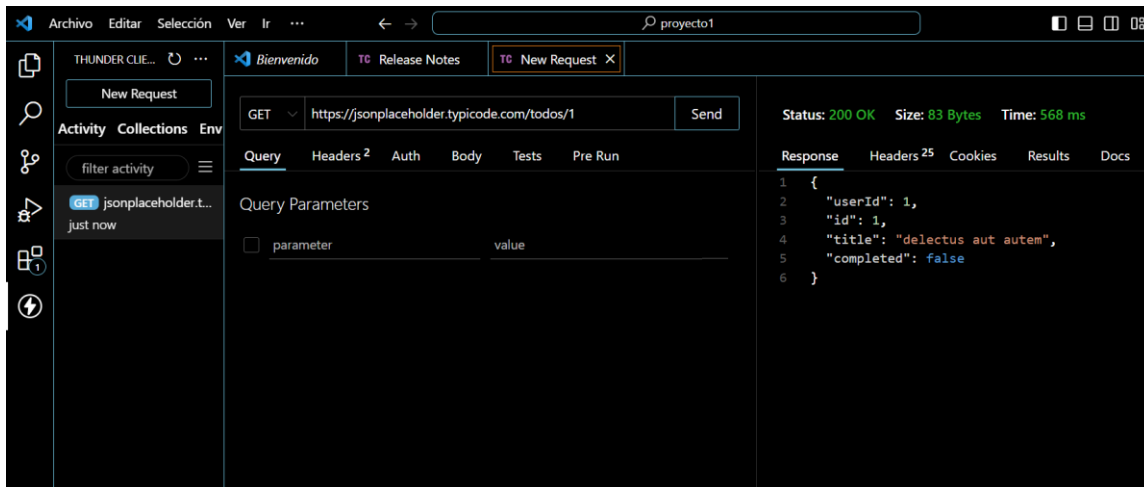 Archivo Editar Selección Ver Ir ··· proyecto1
THUNDER CLIE... ···
New Request
Activity Collections Env
filter activity
GET jsonplaceholder.t...
just now
1
Bienvenido TC Release Notes TC New Request
GET https://jsonplaceholder.typicode.com/todos/1 Send
Query Headers 2 Auth Body Tests Pre Run
Query Parameters
parameter value
Status: 200 OK Size: 83 Bytes Time: 568 ms
Response Headers 25 Cookies Results Docs
1 {
2 "userId": 1,
3 "id": 1,
4 "title": "delectus aut autem",
5 "completed": false
6 }